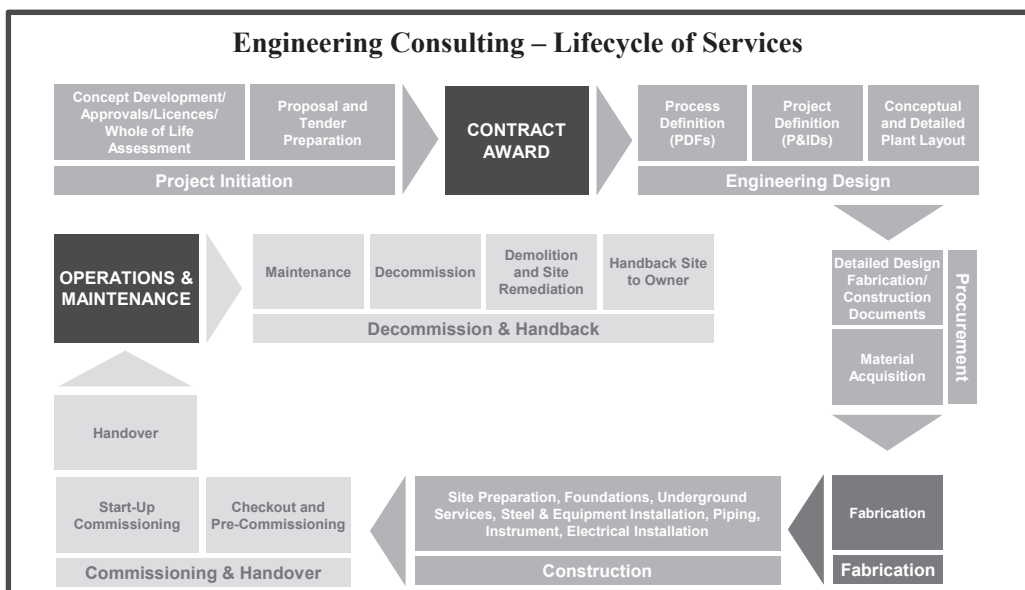 Engineering Consulting – Lifecycle of Services
Concept Development/
Approvals/Licences/
Whole of Life
Assessment
Proposal and
Tender
Preparation
Project Initiation
CONTRACT
AWARD
Process
Definition
(PDFs)
Project
Definition
(P&IDs)
Conceptual
and Detailed
Plant Layout
Engineering Design
Detailed Design
Fabrication/
Construction
Documents
Material
Acquisition
Procurement
Fabrication
Fabrication
Site Preparation, Foundations, Underground
Services, Steel & Equipment Installation, Piping,
Instrument, Electrical Installation
Construction
Checkout and
Pre-Commissioning
Start-Up
Commissioning
Commissioning & Handover
Handover
OPERATIONS &
MAINTENANCE
Maintenance
Decommission
Demolition
and Site
Remediation
Handback Site
to Owner
Decommission & Handback